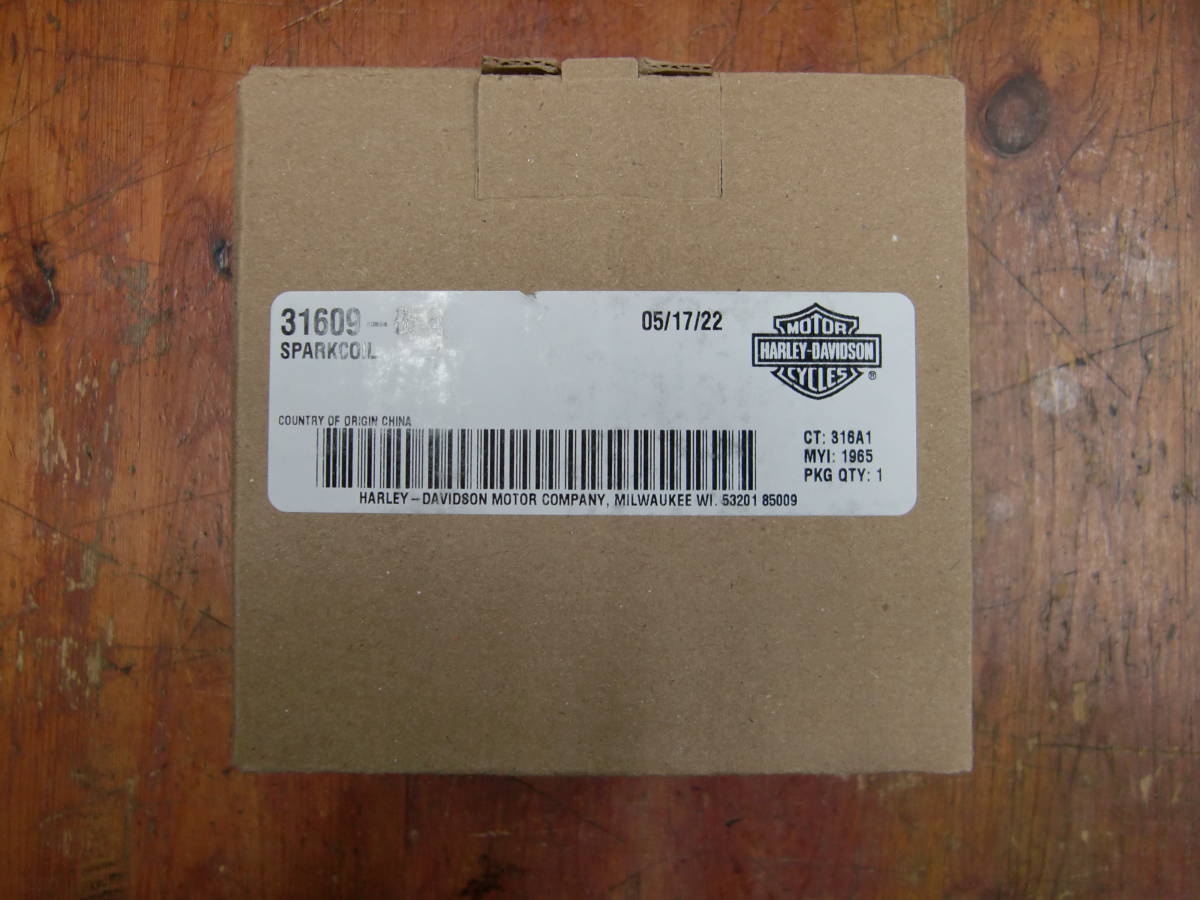 31609
SPARKCOIL
05/17/22
MOTOR
HARLEY-DAVIDSON
CYCLES
®
COUNTRY OF ORIGIN CHINA
CT: 316A1
MYI: 1965
PKG QTY: 1
HARLEY-DAVIDSON MOTOR COMPANY, MILWAUKEE WI. 53201 85009